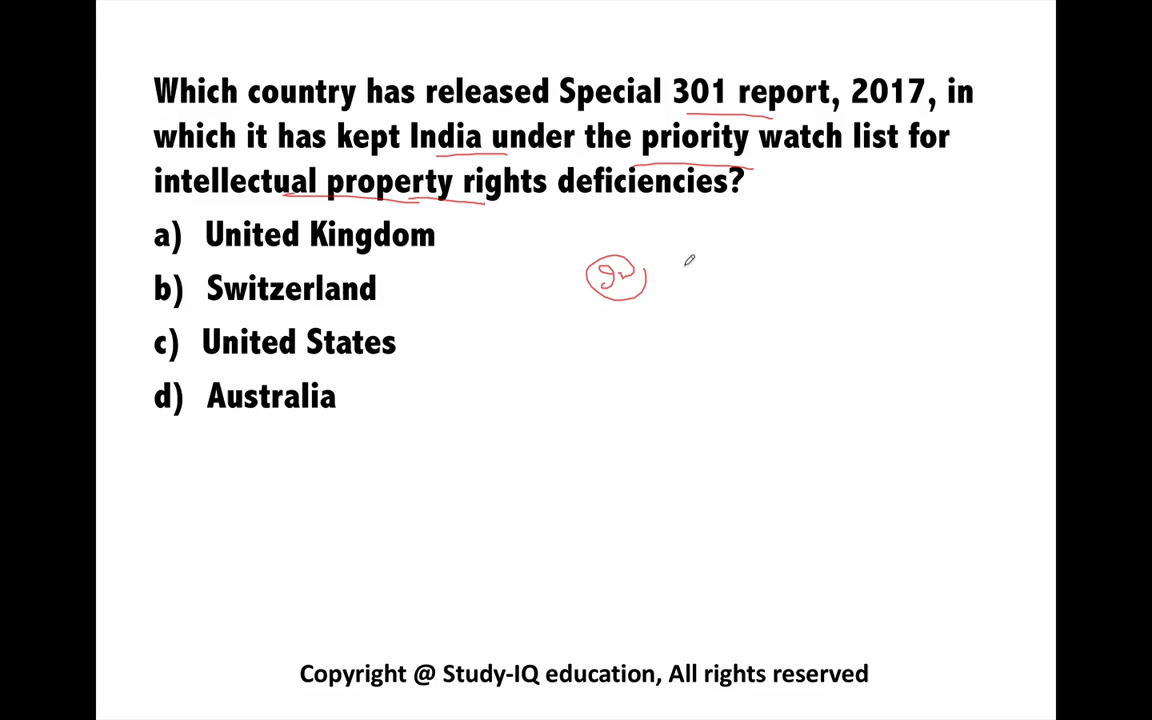 Which country has released Special 301 report, 2017, in
which it has kept India under the priority watch list for
intellectual property rights deficiencies?
a) United Kingdom
b) Switzerland
c) United States
d) Australia
Copyright @ Study-IQ education, All rights reserved